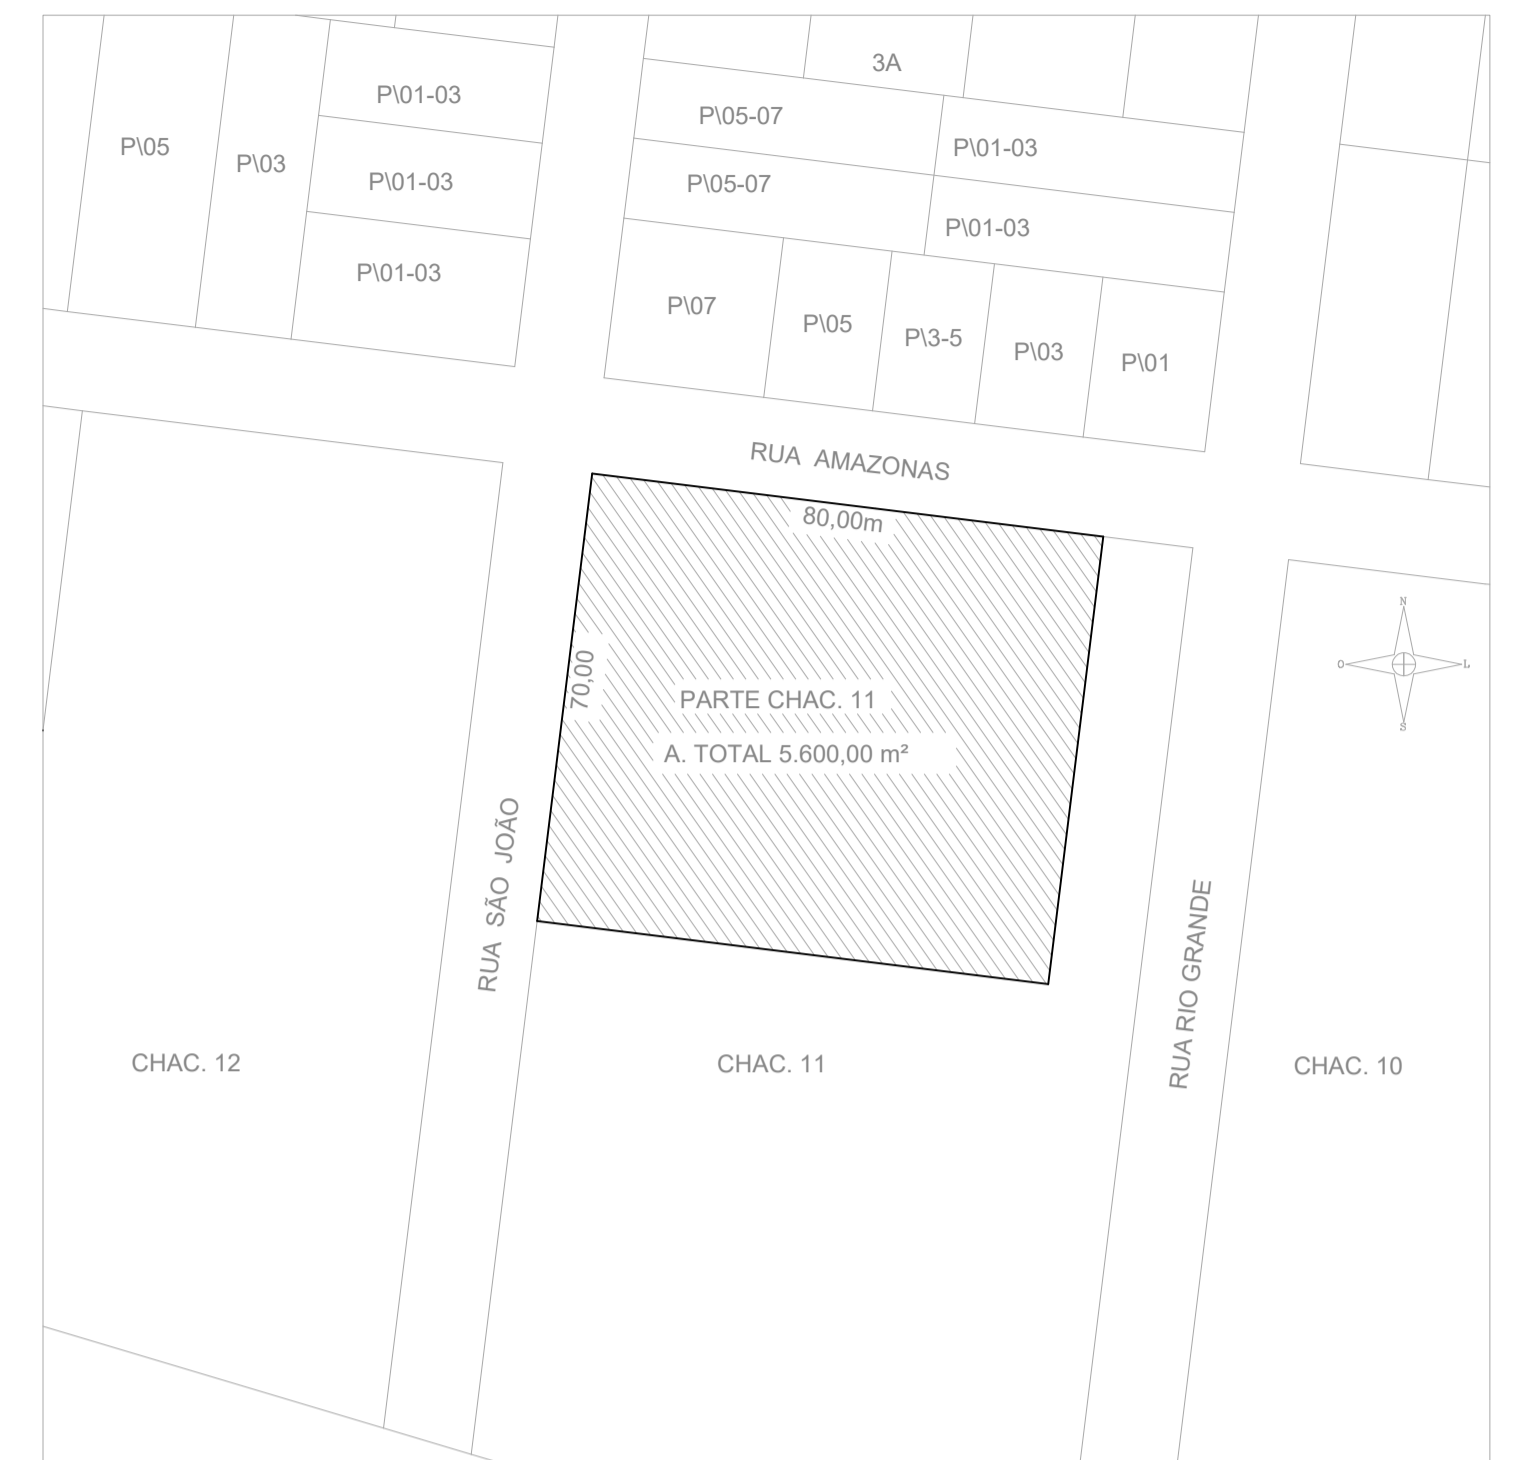 3A
P\01-03
P\05-07
P\05
P\03
P\01-03
P\01-03
P\05-07
P\01-03
P\01-03
P\07
P\05
P\3-5
P\03
P\01
RUA AMAZONAS
80,00m
70,00
PARTE CHAC. 11
A. TOTAL 5.600,00 m²
N
O
L
S
RUA SÃO JOÃO
RUA RIO GRANDE
CHAC. 12
CHAC. 11
CHAC. 10